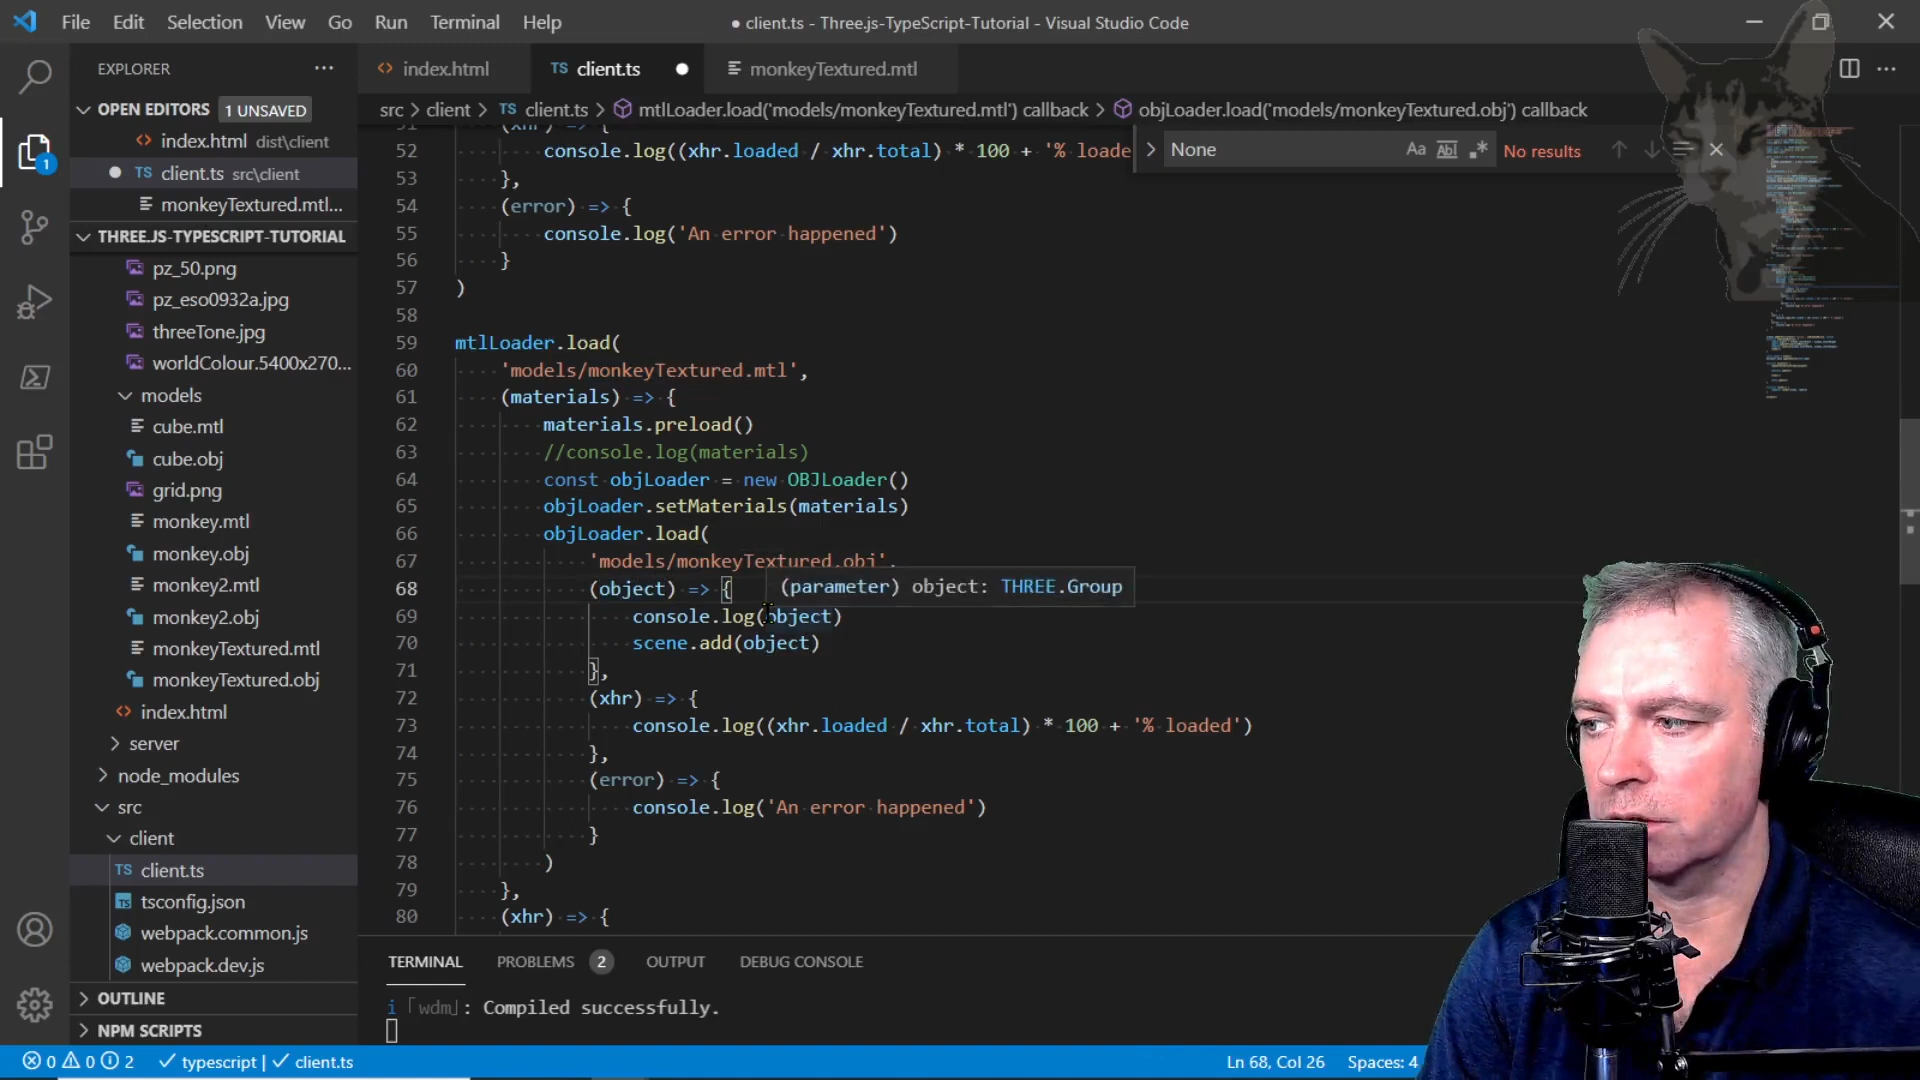 File Edit Selection View Go Run Terminal Help
● client.ts - Three.js-TypeScript-Tutorial - Visual Studio Code
EXPLORER ···
OPEN EDITORS 1 UNSAVED
<> index.html dist\client
● TS client.ts src\client
monkeyTextured.mtl...
THREE.JS-TYPESCRIPT-TUTORIAL
pz_50.png
pz_eso0932a.jpg
threeTone.jpg
worldColour.5400x270...
models
cube.mtl
cube.obj
grid.png
monkey.mtl
monkey.obj
monkey2.mtl
monkey2.obj
monkeyTextured.mtl
monkeyTextured.obj
<> index.html
server
node_modules
src
client
TS client.ts
tsconfig.json
webpack.common.js
webpack.dev.js
OUTLINE
NPM SCRIPTS
1
<> index.html
TS client.ts ●
monkeyTextured.mtl
src > client > TS client.ts > mtlLoader.load('models/monkeyTextured.mtl') callback > objLoader.load('models/monkeyTextured.obj') callback
None Aa Abl .* No results
51 (xhr) => {
52 console.log((xhr.loaded / xhr.total) * 100 + '% loade
53 },
54 (error) => {
55 console.log('An error happened')
56 }
57 )
58
59 mtlLoader.load(
60 'models/monkeyTextured.mtl',
61 (materials) => {
62 materials.preload()
63 //console.log(materials)
64 const objLoader = new OBJLoader()
65 objLoader.setMaterials(materials)
66 objLoader.load(
67 'models/monkeyTextured.obj',
68 (object) => {
(parameter) object: THREE.Group
69 console.log(object)
70 scene.add(object)
71 },
72 (xhr) => {
73 console.log((xhr.loaded / xhr.total) * 100 + '% loaded')
74 },
75 (error) => {
76 console.log('An error happened')
77 }
78 )
79 },
80 (xhr) => {
TERMINAL PROBLEMS 2 OUTPUT DEBUG CONSOLE
i ｢wdm｣: Compiled successfully.
0 0 2 typescript | client.ts
Ln 68, Col 26 Spaces: 4